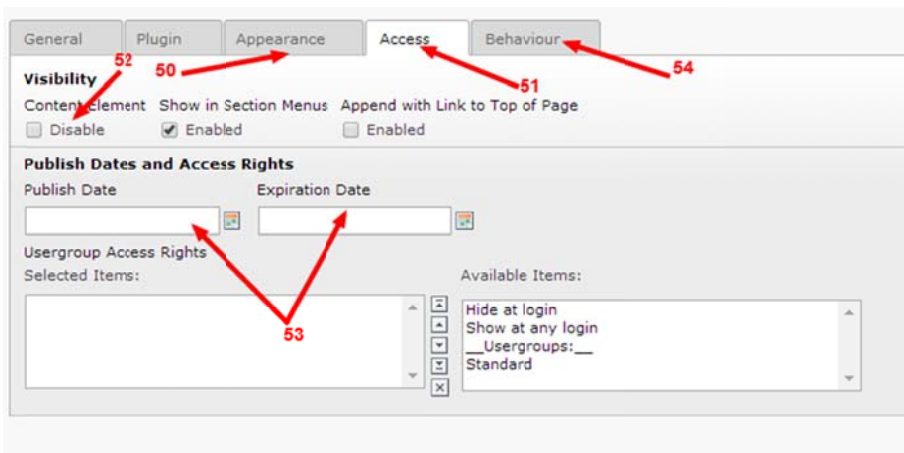 General Plugin Appearance Access Behaviour
52 50 51 54
Visibility
Content Element Show in Section Menus Append with Link to Top of Page
Disable Enabled Enabled
Publish Dates and Access Rights
Publish Date Expiration Date
Usergroup Access Rights
Selected Items: Available Items:
Hide at login
Show at any login
__Usergroups:__
Standard
53